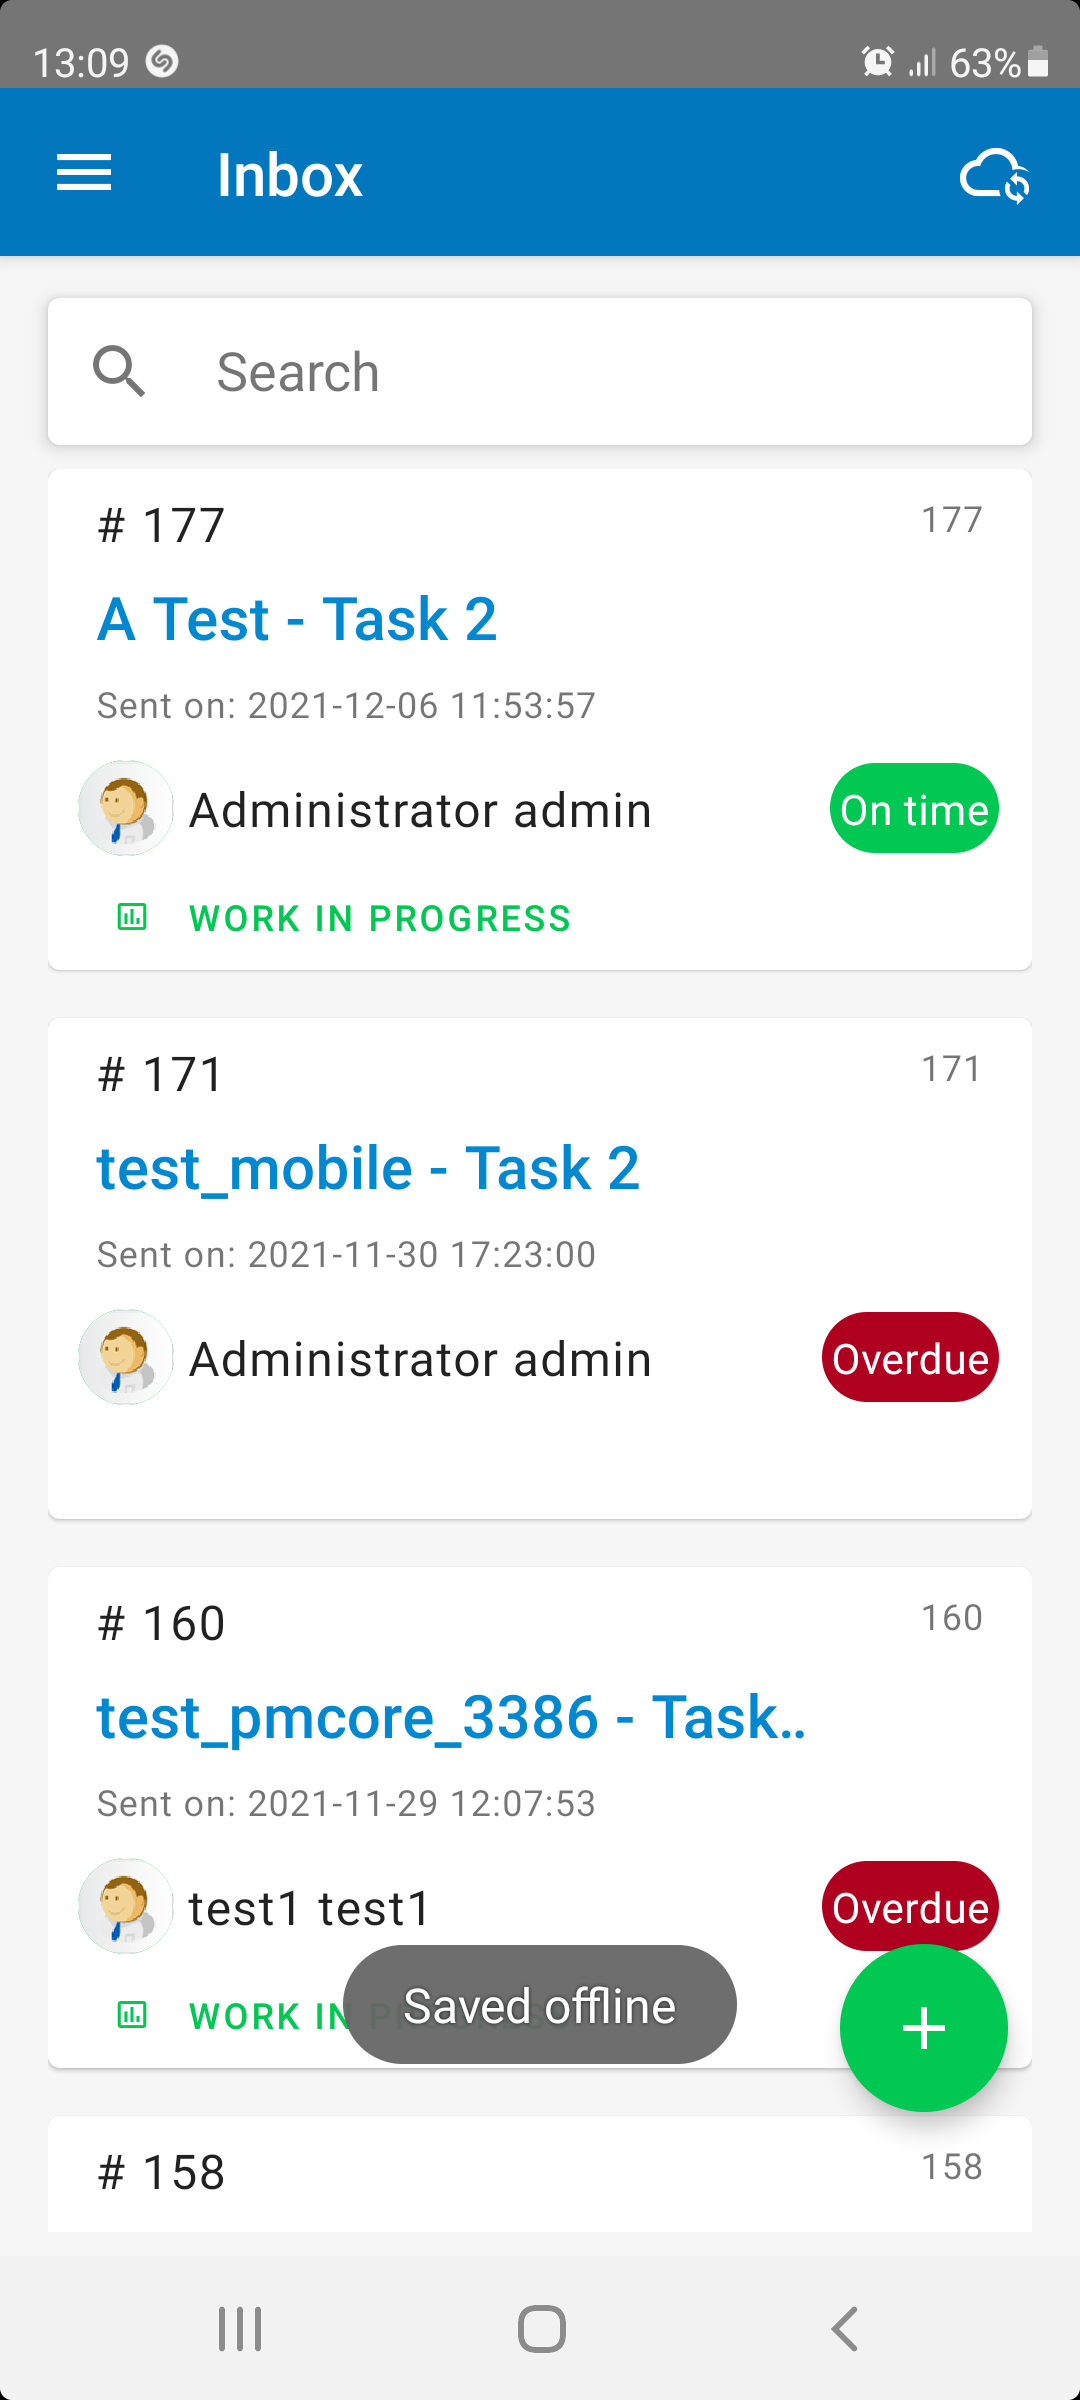 13:09
63%
Inbox
Search
# 177
177
A Test - Task 2
Sent on: 2021-12-06 11:53:57
Administrator admin
On time
WORK IN PROGRESS
# 171
171
test_mobile - Task 2
Sent on: 2021-11-30 17:23:00
Administrator admin
Overdue
# 160
160
test_pmcore_3386 - Task..
Sent on: 2021-11-29 12:07:53
test1 test1
Overdue
WORK IN
Saved offline
# 158
158